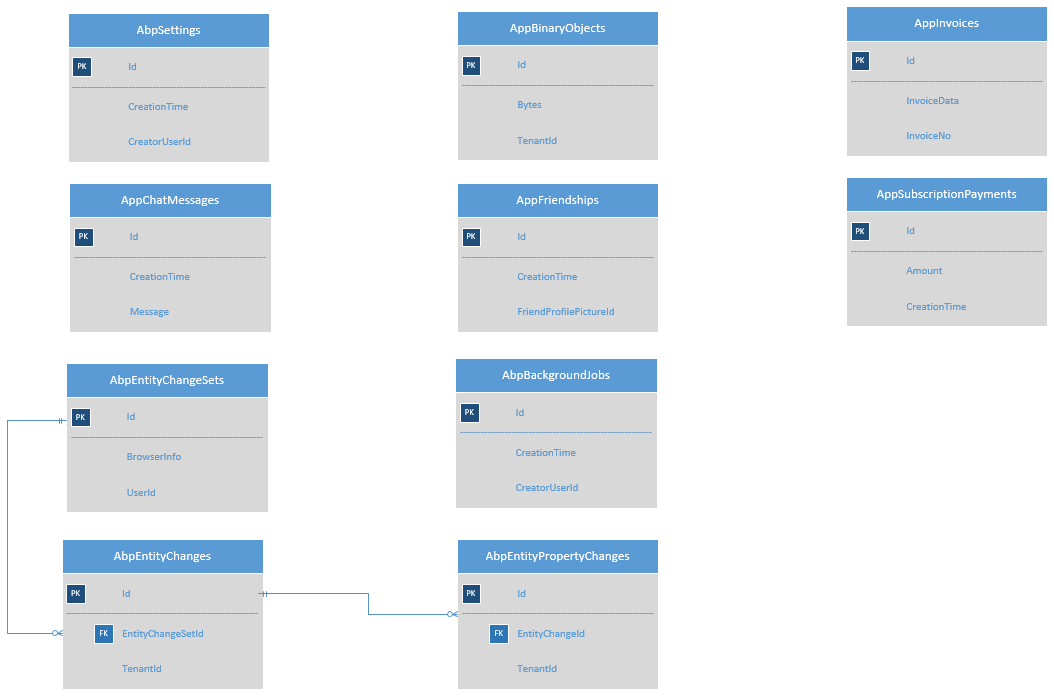 AbpSettings
PK Id
CreationTime
CreatorUserId
AppBinaryObjects
PK Id
Bytes
TenantId
AppInvoices
PK Id
InvoiceData
InvoiceNo
AppChatMessages
PK Id
CreationTime
Message
AppFriendships
PK Id
CreationTime
FriendProfilePictureId
AppSubscriptionPayments
PK Id
Amount
CreationTime
AbpEntityChangeSets
PK Id
BrowserInfo
UserId
AbpBackgroundJobs
PK Id
CreationTime
CreatorUserId
AbpEntityChanges
PK Id
FK EntityChangeSetId
TenantId
AbpEntityPropertyChanges
PK Id
FK EntityChangeId
TenantId